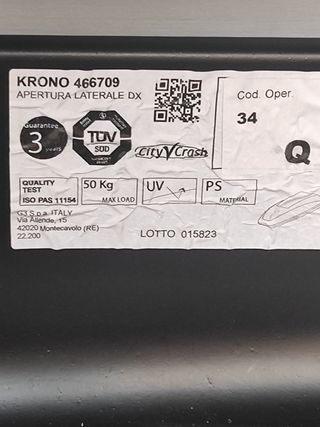 KRONO 466709
APERTURA LATERALE DX
Cod. Oper.
34
Guarantee
3 years
TÜV
SÜD
City Crash
Q
QUALITY
TEST
ISO PAS 11154
50 Kg
MAX LOAD
UV
PS
MATERIAL
G3 S.p.a. ITALY
Via Allende, 15
42020 Montecavolo (RE)
22.200
LOTTO 015823